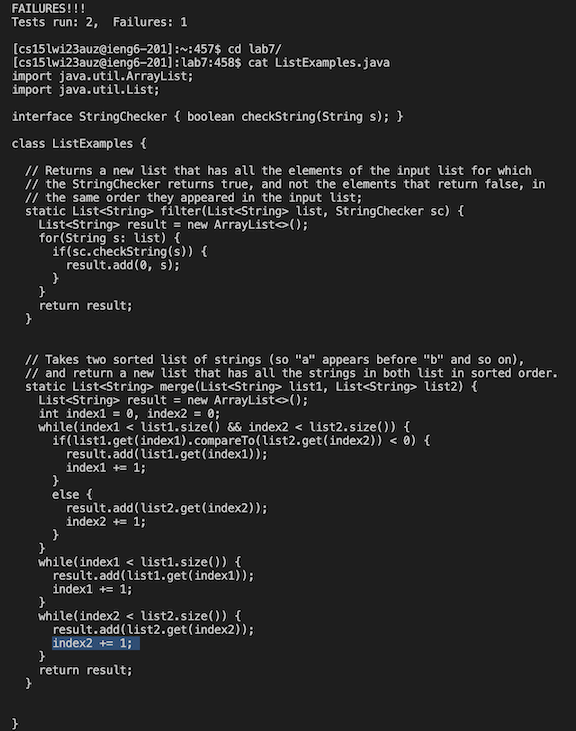 FAILURES!!!
Tests run: 2,  Failures: 1

[cs15lwi23auz@ieng6-201]:~:457$ cd lab7/
[cs15lwi23auz@ieng6-201]:lab7:458$ cat ListExamples.java
import java.util.ArrayList;
import java.util.List;

interface StringChecker { boolean checkString(String s); }

class ListExamples {

  // Returns a new list that has all the elements of the input list for which
  // the StringChecker returns true, and not the elements that return false, in
  // the same order they appeared in the input list;
  static List<String> filter(List<String> list, StringChecker sc) {
    List<String> result = new ArrayList<>();
    for(String s: list) {
      if(sc.checkString(s)) {
        result.add(0, s);
      }
    }
    return result;
  }


  // Takes two sorted list of strings (so "a" appears before "b" and so on),
  // and return a new list that has all the strings in both list in sorted order.
  static List<String> merge(List<String> list1, List<String> list2) {
    List<String> result = new ArrayList<>();
    int index1 = 0, index2 = 0;
    while(index1 < list1.size() && index2 < list2.size()) {
      if(list1.get(index1).compareTo(list2.get(index2)) < 0) {
        result.add(list1.get(index1));
        index1 += 1;
      }
      else {
        result.add(list2.get(index2));
        index2 += 1;
      }
    }
    while(index1 < list1.size()) {
      result.add(list1.get(index1));
      index1 += 1;
    }
    while(index2 < list2.size()) {
      result.add(list2.get(index2));
      index2 += 1;
    }
    return result;
  }


}